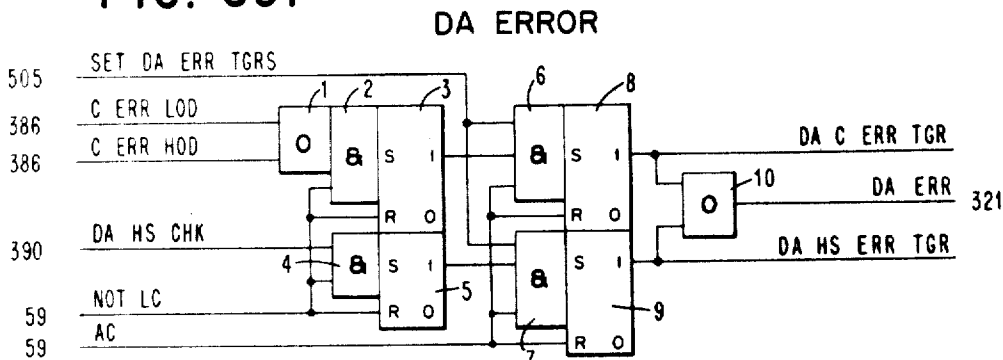 DA ERROR
505 SET DA ERR TGRS
386 C ERR LOD
386 C ERR HOD
390 DA HS CHK
59 NOT LC
59 AC
1 2 3
O & S 1
R O
4 & S 1 5
R O
6 8
& S 1
R O
& S 1
7 R O 9
10
O
DA C ERR TGR
DA ERR 321
DA HS ERR TGR